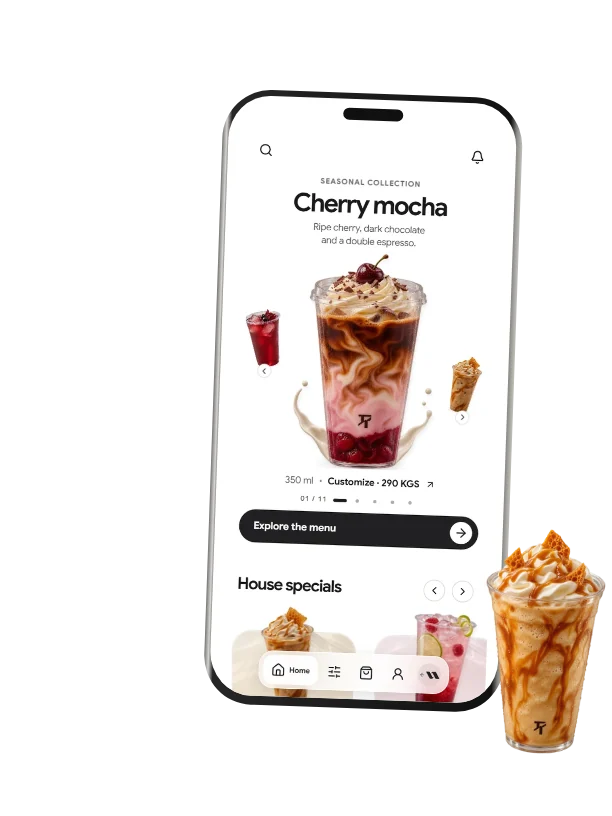 SEASONAL COLLECTION
Cherry mocha
Ripe cherry, dark chocolate
and a double espresso.
350 ml • Customize · 290 KGS
01 / 11
Explore the menu
House specials
Home